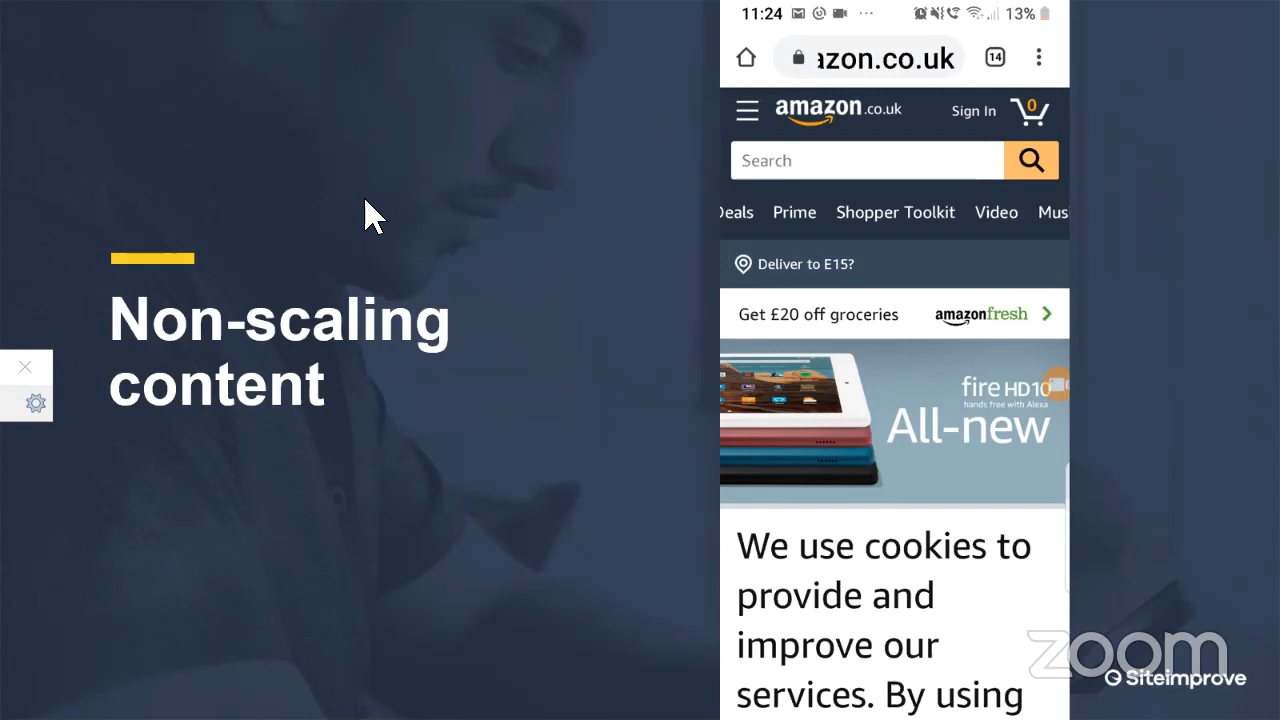 Non-scaling
content
11:24
13%
azon.co.uk
14
amazon.co.uk
Sign In
0
Search
Deals Prime Shopper Toolkit Video Mus
Deliver to E15?
Get £20 off groceries
amazonfresh
fire HD10
hands free with Alexa
All-new
We use cookies to
provide and
improve our
services. By using
zoom
Siteimprove